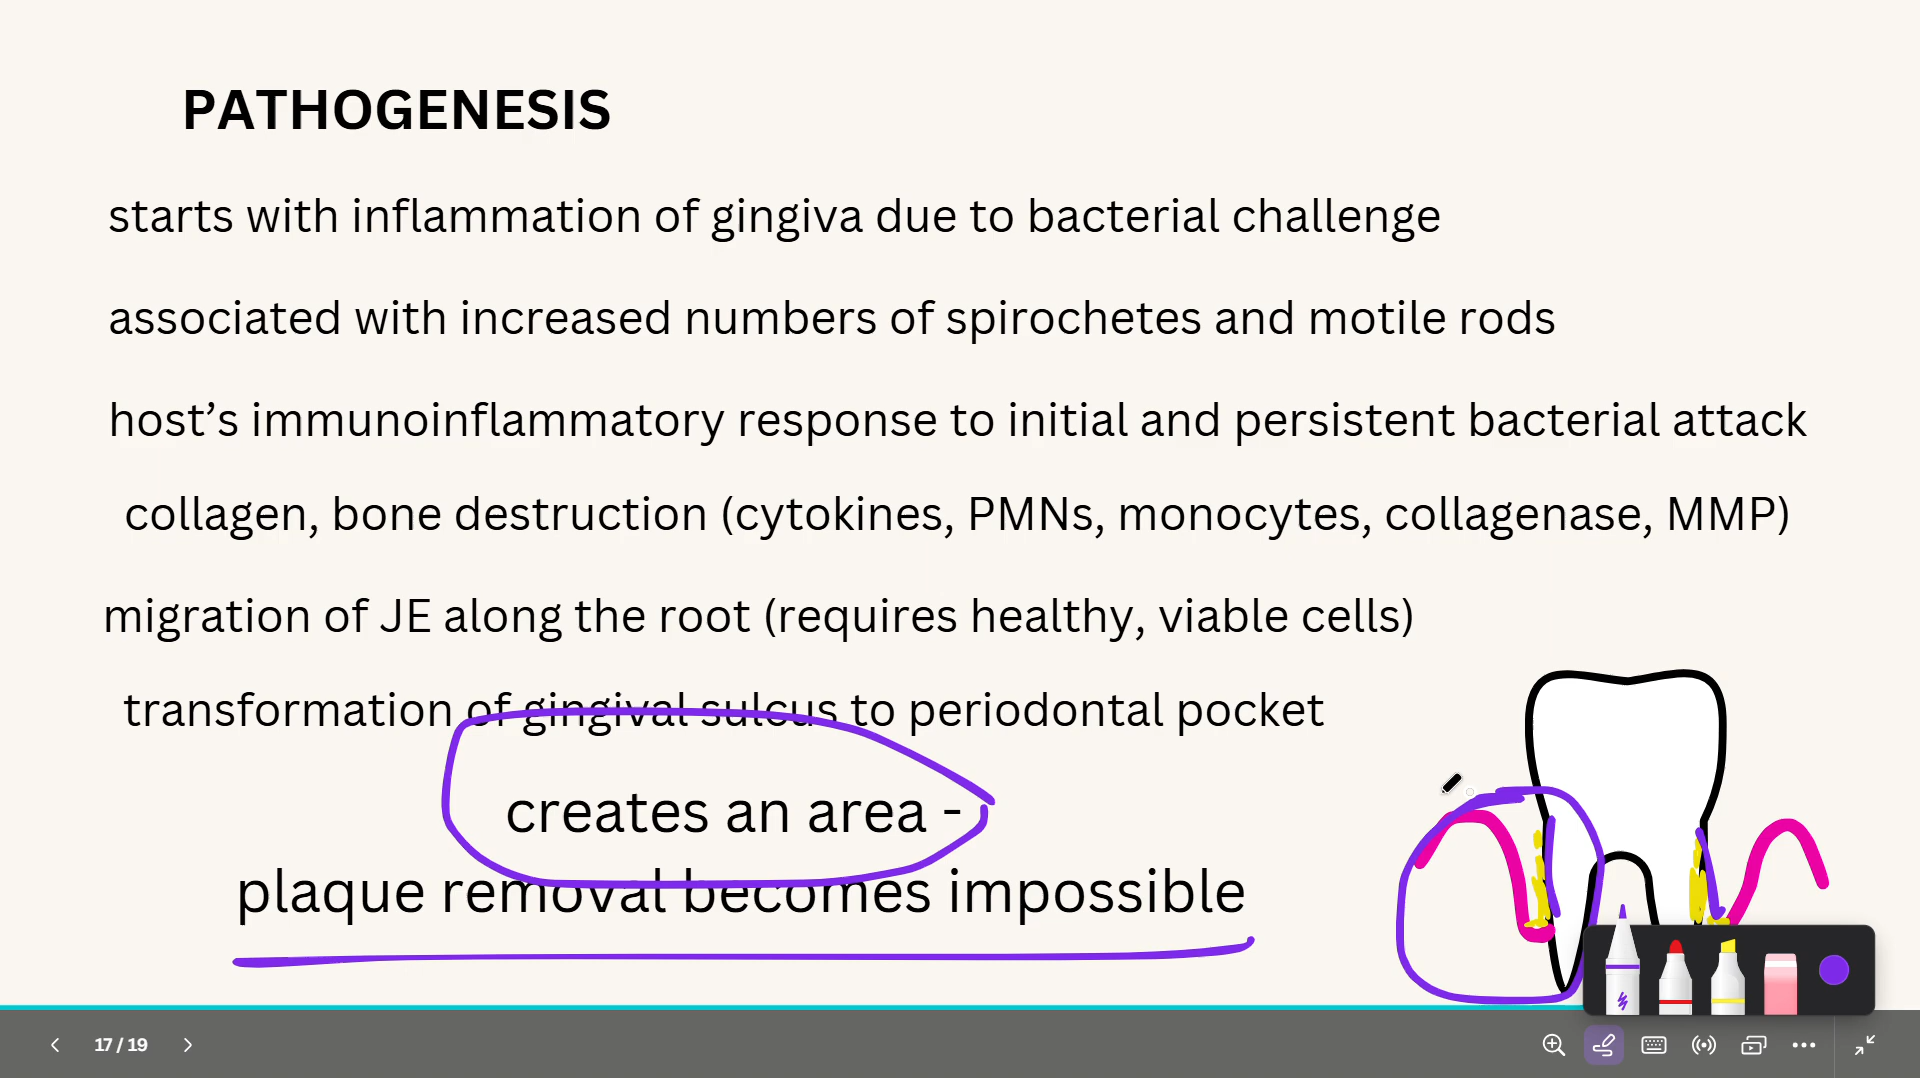 PATHOGENESIS
starts with inflammation of gingiva due to bacterial challenge
associated with increased numbers of spirochetes and motile rods
host’s immunoinflammatory response to initial and persistent bacterial attack
collagen, bone destruction (cytokines, PMNs, monocytes, collagenase, MMP)
migration of JE along the root (requires healthy, viable cells)
transformation of gingival sulcus to periodontal pocket
creates an area -
plaque removal becomes impossible
17 / 19